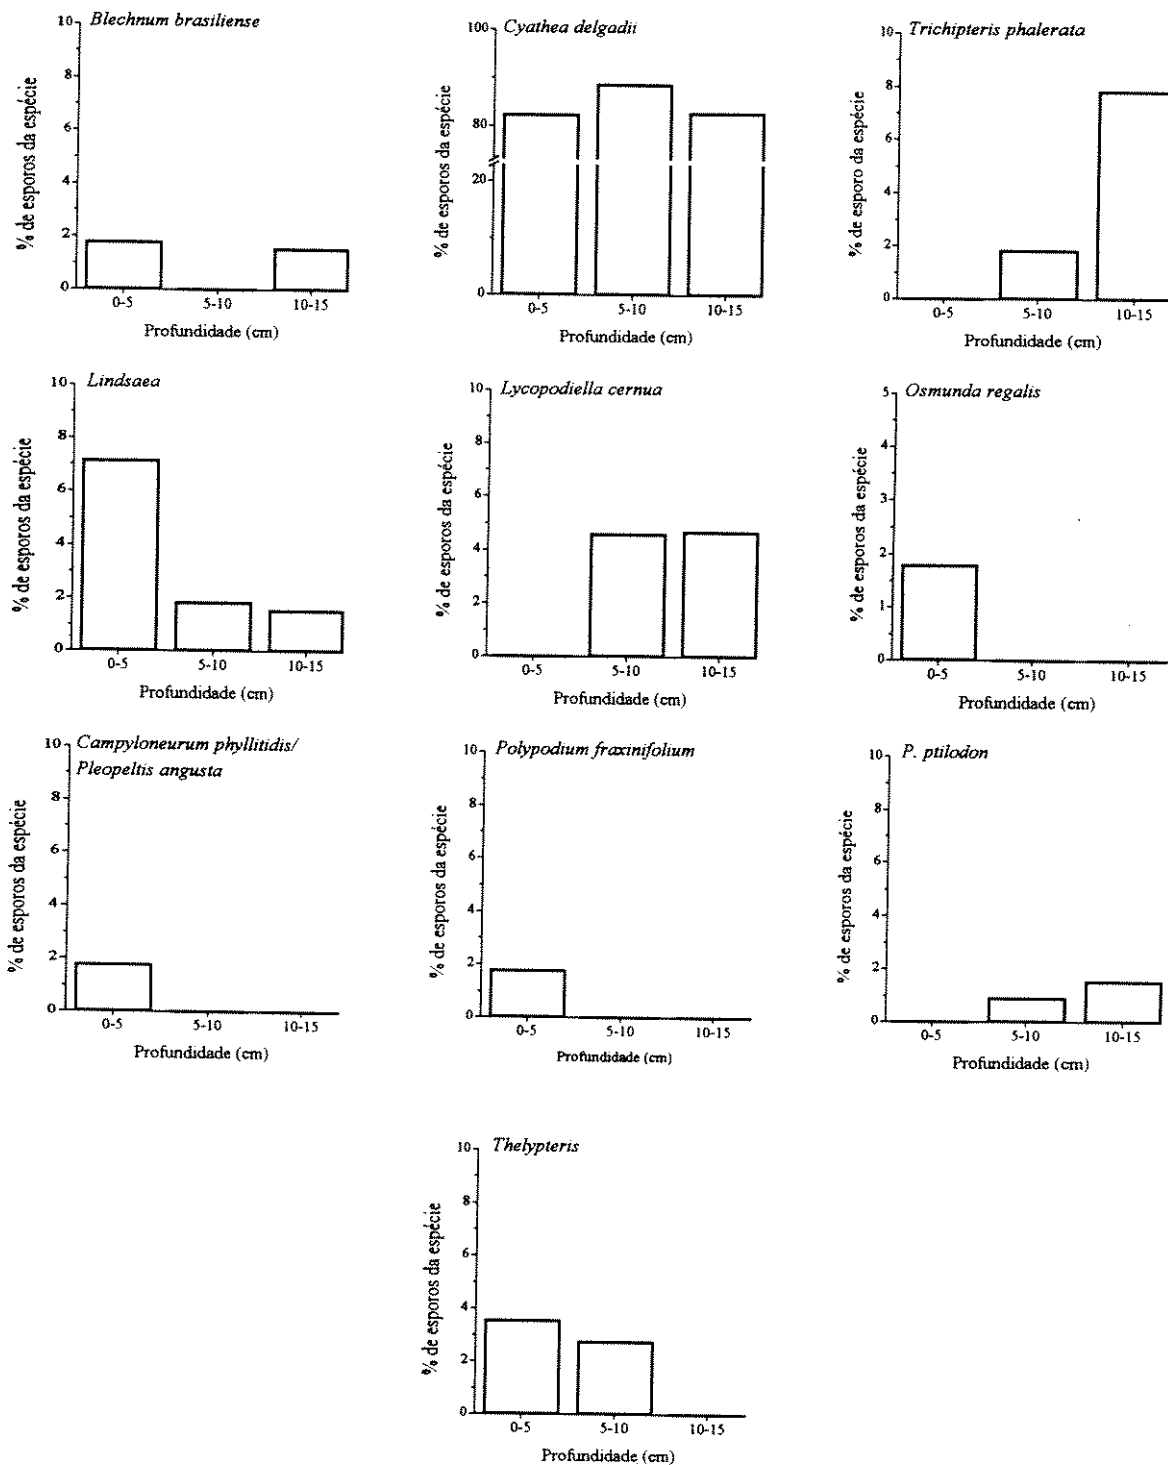 Blechnum brasiliense
10
8
6
4
2
0
% de esporos da espécie
0-5 5-10 10-15
Profundidade (cm)
Cyathea delgadii
100
80
20
0
% de esporos da espécie
0-5 5-10 10-15
Profundidade (cm)
Trichipteris phalerata
10
8
6
4
2
0
% de esporo da espécie
0-5 5-10 10-15
Profundidade (cm)
Lindsaea
10
8
6
4
2
0
% de esporos da espécie
0-5 5-10 10-15
Profundidade (cm)
Lycopodiella cernua
10
8
6
4
2
0
% de esporos da espécie
0-5 5-10 10-15
Profundidade (cm)
Osmunda regalis
5
4
3
2
1
0
% de esporos da espécie
0-5 5-10 10-15
Profundidade (cm)
Campyloneurum phyllitidis/
Pleopeltis angusta
10
8
6
4
2
0
% de esporos da espécie
0-5 5-10 10-15
Profundidade (cm)
Polypodium fraxinifolium
10
8
6
4
2
0
% de esporos da espécie
0-5 5-10 10-15
Profundidade (cm)
P. ptilodon
10
8
6
4
2
0
% de esporos da espécie
0-5 5-10 10-15
Profundidade (cm)
Thelypteris
10
8
6
4
2
0
% de esporos da espécie
0-5 5-10 10-15
Profundidade (cm)